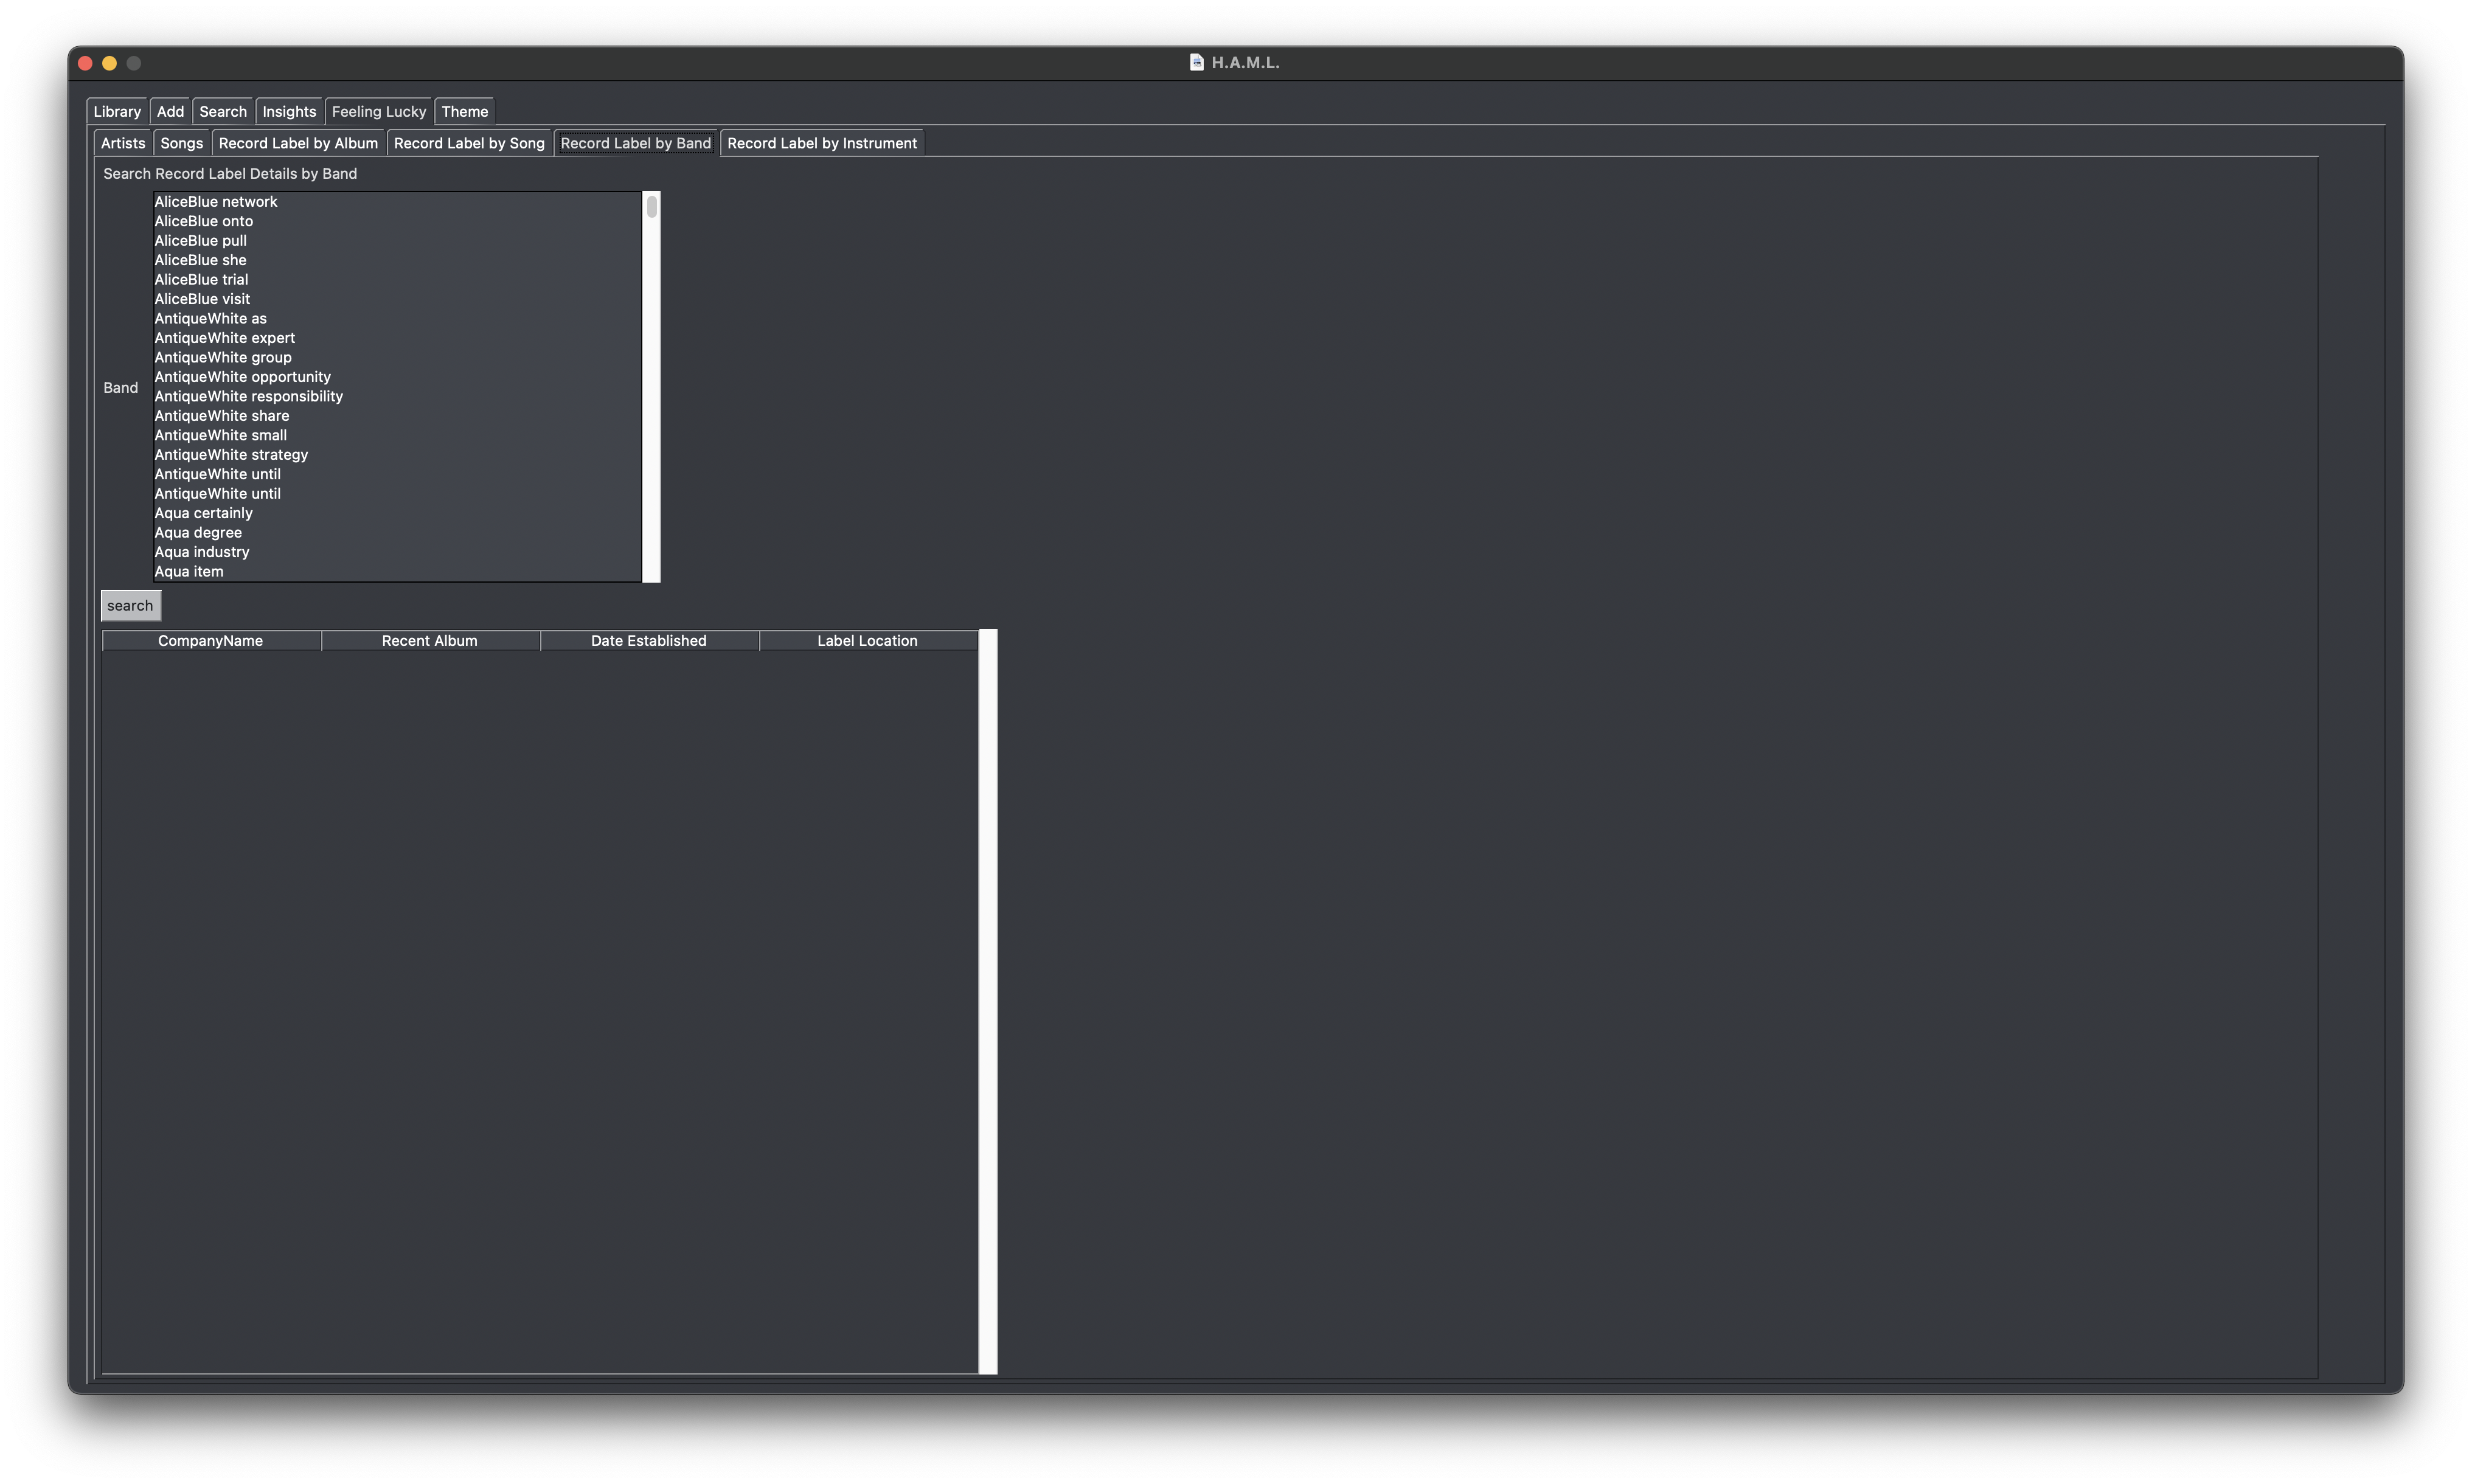 H.A.M.L.
Library Add Search Insights Feeling Lucky Theme
Artists Songs Record Label by Album Record Label by Song Record Label by Band Record Label by Instrument
Search Record Label Details by Band
AliceBlue network
AliceBlue onto
AliceBlue pull
AliceBlue she
AliceBlue trial
AliceBlue visit
AntiqueWhite as
AntiqueWhite expert
AntiqueWhite group
AntiqueWhite opportunity
Band
AntiqueWhite responsibility
AntiqueWhite share
AntiqueWhite small
AntiqueWhite strategy
AntiqueWhite until
AntiqueWhite until
Aqua certainly
Aqua degree
Aqua industry
Aqua item
search
CompanyName Recent Album Date Established Label Location